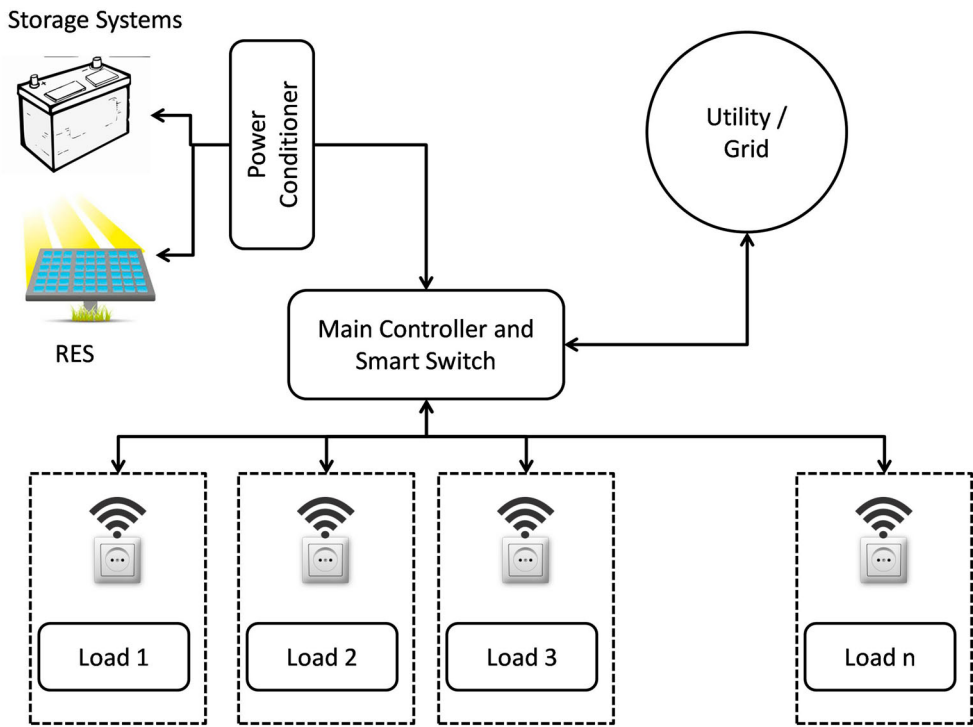 Storage Systems
Power
Conditioner
Utility /
Grid
RES
Main Controller and
Smart Switch
Load 1
Load 2
Load 3
Load n